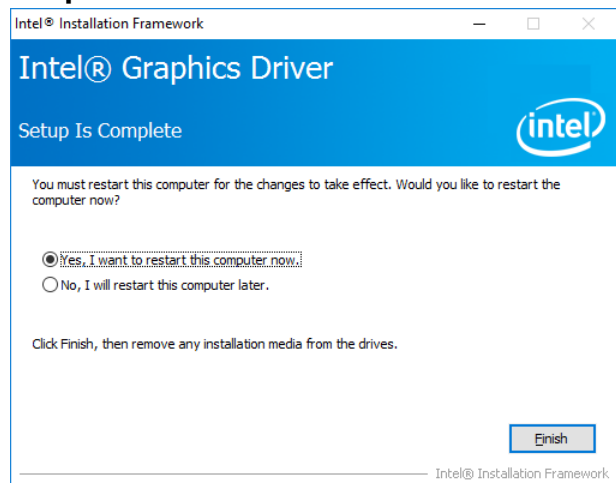 Intel® Installation Framework
Intel® Graphics Driver
Setup Is Complete
intel
You must restart this computer for the changes to take effect. Would you like to restart the
computer now?
Yes, I want to restart this computer now.
No, I will restart this computer later.
Click Finish, then remove any installation media from the drives.
Finish
Intel® Installation Framework